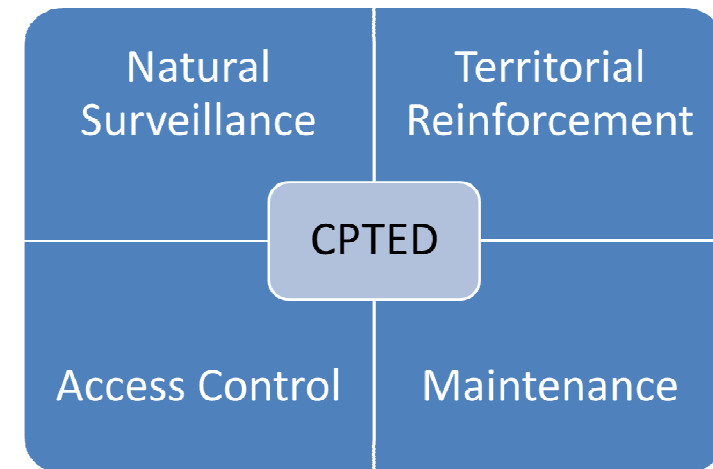 Natural
Surveillance
Territorial
Reinforcement
CPTED
Access Control
Maintenance